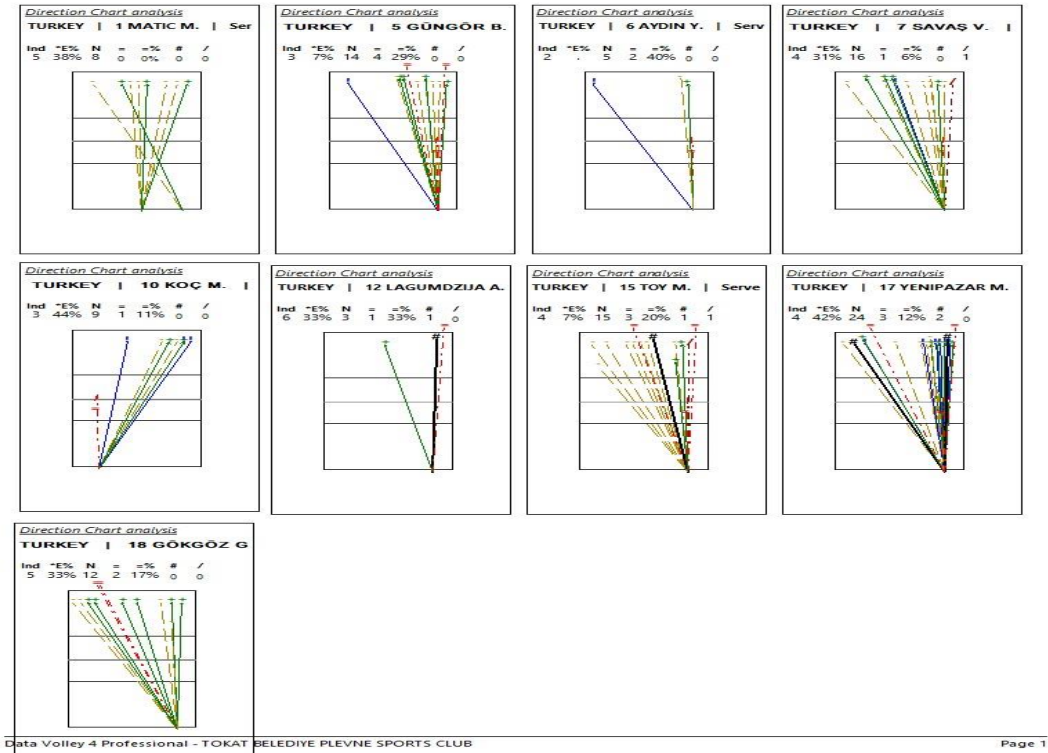 Direction Chart analysis
TURKEY | 1 MATIC M. | Ser
Ind *E% N = =% # /
5 38% 8 0 0% 0 0
Direction Chart analysis
TURKEY | 5 GÜNGÖR B.
Ind *E% N = =% # /
3 7% 14 4 29% 0 0
Direction Chart analysis
TURKEY | 6 AYDIN Y. | Serv
Ind *E% N = =% # /
2 . 5 2 40% 0 0
Direction Chart analysis
TURKEY | 7 SAVAŞ V. |
Ind *E% N = =% # /
4 31% 16 1 6% 0 1
Direction Chart analysis
TURKEY | 10 KOÇ M. |
Ind *E% N = =% # /
3 44% 9 1 11% 0 0
Direction Chart analysis
TURKEY | 12 LAGUMDZIJA A.
Ind *E% N = =% # /
6 33% 3 1 33% 1 0
Direction Chart analysis
TURKEY | 15 TOY M. | Serve
Ind *E% N = =% # /
4 7% 15 3 20% 1 1
Direction Chart analysis
TURKEY | 17 YENIPAZAR M.
Ind *E% N = =% # /
4 42% 24 3 12% 2 0
Direction Chart analysis
TURKEY | 18 GÖKGÖZ G
Ind *E% N = =% # /
5 33% 12 2 17% 0 0
Data Volley 4 Professional - TOKAT BELEDIYE PLEVNE SPORTS CLUB
Page 1